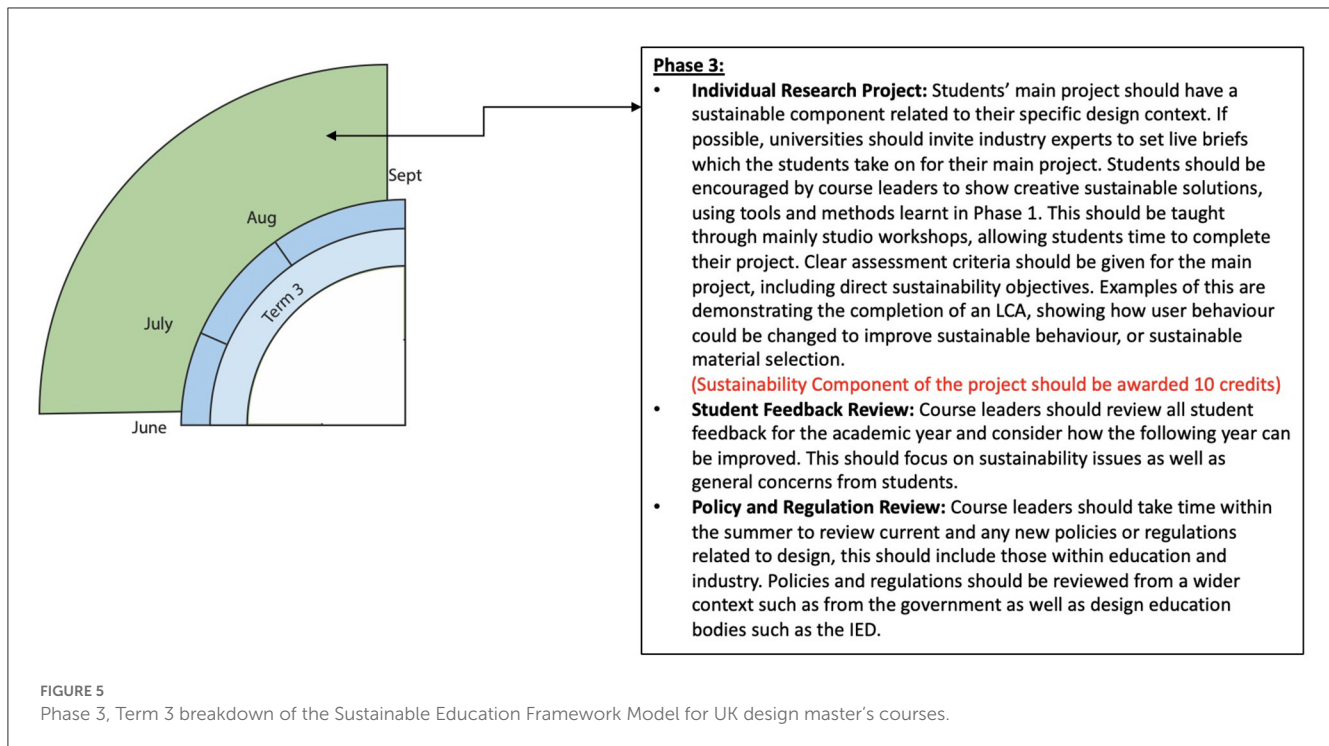 Sept
Aug
July
June
Term 3
Phase 3:
• Individual Research Project: Students’ main project should have a
sustainable component related to their specific design context. If
possible, universities should invite industry experts to set live briefs
which the students take on for their main project. Students should be
encouraged by course leaders to show creative sustainable solutions,
using tools and methods learnt in Phase 1. This should be taught
through mainly studio workshops, allowing students time to complete
their project. Clear assessment criteria should be given for the main
project, including direct sustainability objectives. Examples of this are
demonstrating the completion of an LCA, showing how user behaviour
could be changed to improve sustainable behaviour, or sustainable
material selection.
(Sustainability Component of the project should be awarded 10 credits)
• Student Feedback Review: Course leaders should review all student
feedback for the academic year and consider how the following year can
be improved. This should focus on sustainability issues as well as
general concerns from students.
• Policy and Regulation Review: Course leaders should take time within
the summer to review current and any new policies or regulations
related to design, this should include those within education and
industry. Policies and regulations should be reviewed from a wider
context such as from the government as well as design education
bodies such as the IED.
FIGURE 5
Phase 3, Term 3 breakdown of the Sustainable Education Framework Model for UK design master’s courses.